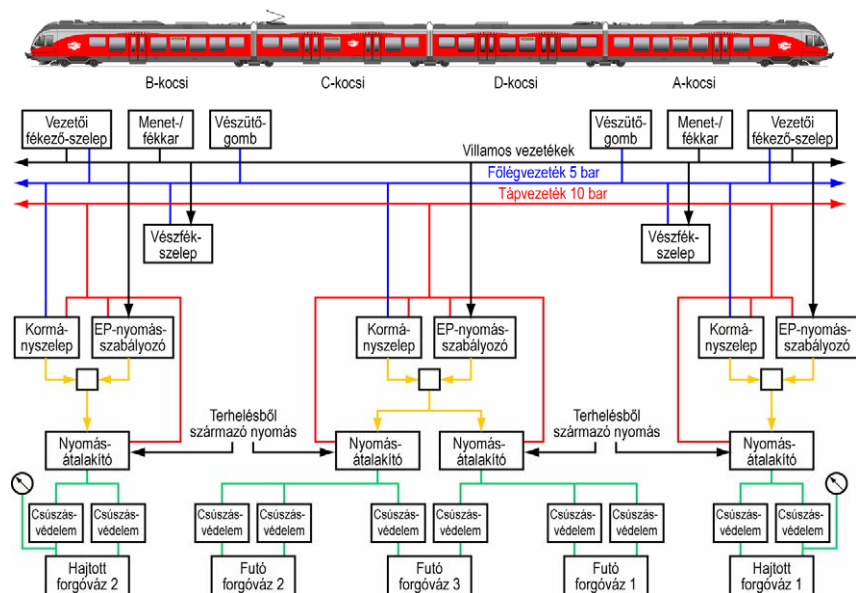 B-kocsi
C-kocsi
D-kocsi
A-kocsi
Vezetői
fékező-szelep
Menet-/
fékkar
Vészütő-
gomb
Vészütő-
gomb
Menet-/
fékkar
Vezetői
fékező-szelep
Villamos vezetékek
Főlégvezeték 5 bar
Tápvezeték 10 bar
Vészfék-
szelep
Vészfék-
szelep
Kormá-
nyszelep
EP-nyomás-
szabályozó
Kormá-
nyszelep
EP-nyomás-
szabályozó
Kormá-
nyszelep
EP-nyomás-
szabályozó
Nyomás-
átalakító
Terhelésből
származó nyomás
Nyomás-
átalakító
Nyomás-
átalakító
Terhelésből
származó nyomás
Nyomás-
átalakító
Csúszás-
védelem
Csúszás-
védelem
Csúszás-
védelem
Csúszás-
védelem
Csúszás-
védelem
Csúszás-
védelem
Csúszás-
védelem
Csúszás-
védelem
Csúszás-
védelem
Csúszás-
védelem
Hajtott
forgóváz 2
Futó
forgóváz 2
Futó
forgóváz 3
Futó
forgóváz 1
Hajtott
forgóváz 1